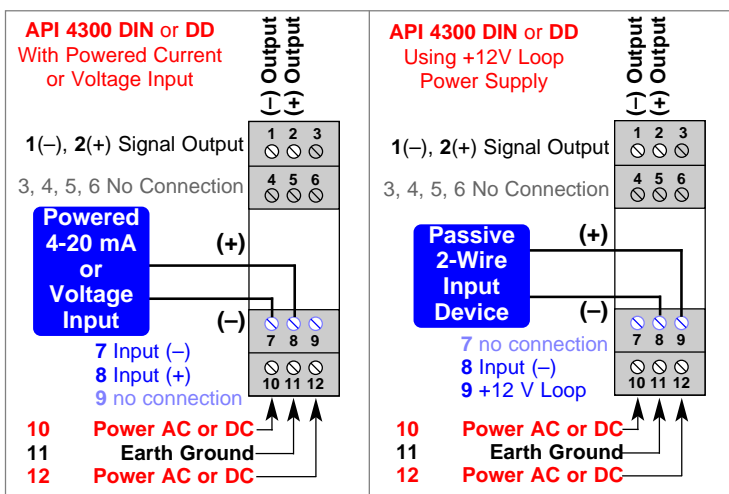 API 4300 DIN or DD
With Powered Current
or Voltage Input
(–) Output
(+) Output
1 2 3
1(–), 2(+) Signal Output
4 5 6
3, 4, 5, 6 No Connection
Powered
4-20 mA
or
Voltage
Input
(+)
(–)
7 8 9
7 Input (–)
8 Input (+)
9 no connection
10 11 12
10 Power AC or DC
11 Earth Ground
12 Power AC or DC
API 4300 DIN or DD
Using +12V Loop
Power Supply
(–) Output
(+) Output
1 2 3
1(–), 2(+) Signal Output
4 5 6
3, 4, 5, 6 No Connection
Passive
2-Wire
Input
Device
(+)
(–)
7 8 9
7 no connection
8 Input (–)
9 +12 V Loop
10 11 12
10 Power AC or DC
11 Earth Ground
12 Power AC or DC